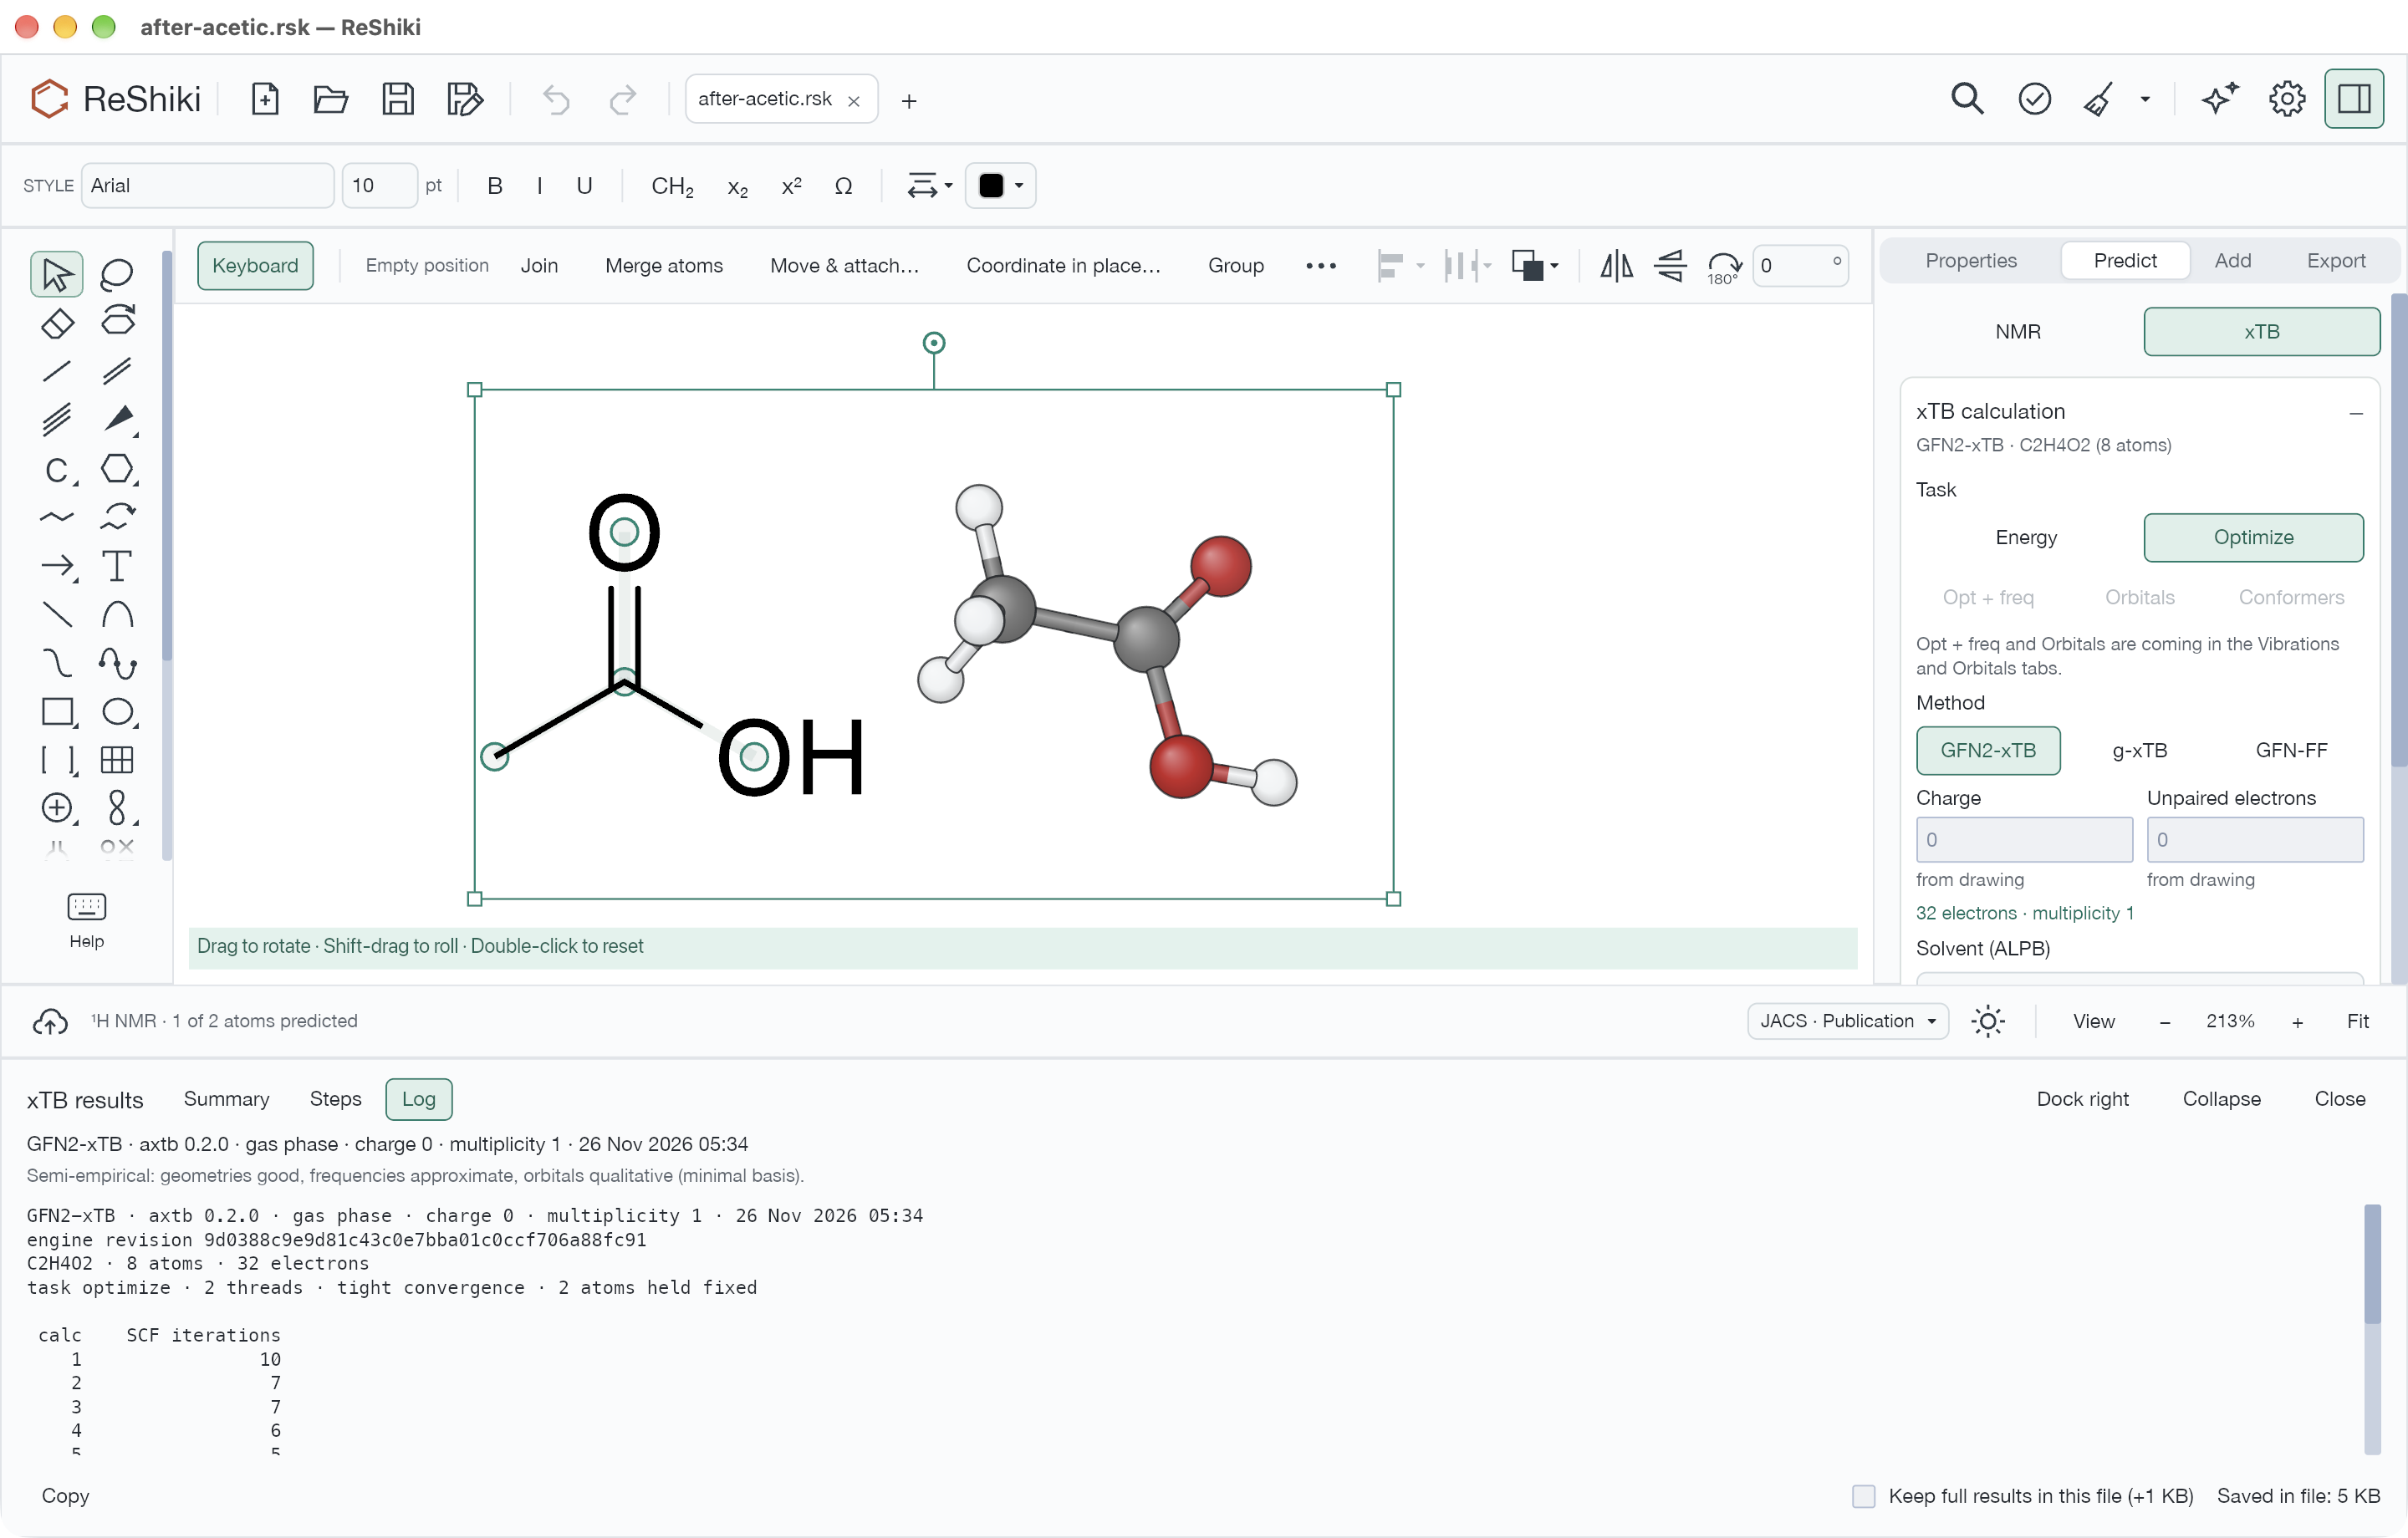 after-acetic.rsk — ReShiki
ReShiki
after-acetic.rsk × +
STYLE Arial 10 pt B I U CH₂ x₂ x² Ω
Keyboard Empty position Join Merge atoms Move & attach... Coordinate in place... Group ••• 180° 0 °
Properties Predict Add Export
NMR xTB
xTB calculation –
GFN2-xTB · C2H4O2 (8 atoms)
Task
Energy Optimize
Opt + freq Orbitals Conformers
Opt + freq and Orbitals are coming in the Vibrations
and Orbitals tabs.
Method
GFN2-xTB g-xTB GFN-FF
Charge Unpaired electrons
0 0
from drawing from drawing
32 electrons · multiplicity 1
Solvent (ALPB)
C
T
Help
O
OH
Drag to rotate · Shift-drag to roll · Double-click to reset
¹H NMR · 1 of 2 atoms predicted
JACS · Publication View – 213% + Fit
xTB results Summary Steps Log Dock right Collapse Close
GFN2-xTB · axtb 0.2.0 · gas phase · charge 0 · multiplicity 1 · 26 Nov 2026 05:34
Semi-empirical: geometries good, frequencies approximate, orbitals qualitative (minimal basis).
GFN2-xTB · axtb 0.2.0 · gas phase · charge 0 · multiplicity 1 · 26 Nov 2026 05:34
engine revision 9d0388c9e9d81c43c0e7bba01c0ccf706a88fc91
C2H4O2 · 8 atoms · 32 electrons
task optimize · 2 threads · tight convergence · 2 atoms held fixed
calc SCF iterations
1 10
2 7
3 7
4 6
5 5
Copy
Keep full results in this file (+1 KB) Saved in file: 5 KB